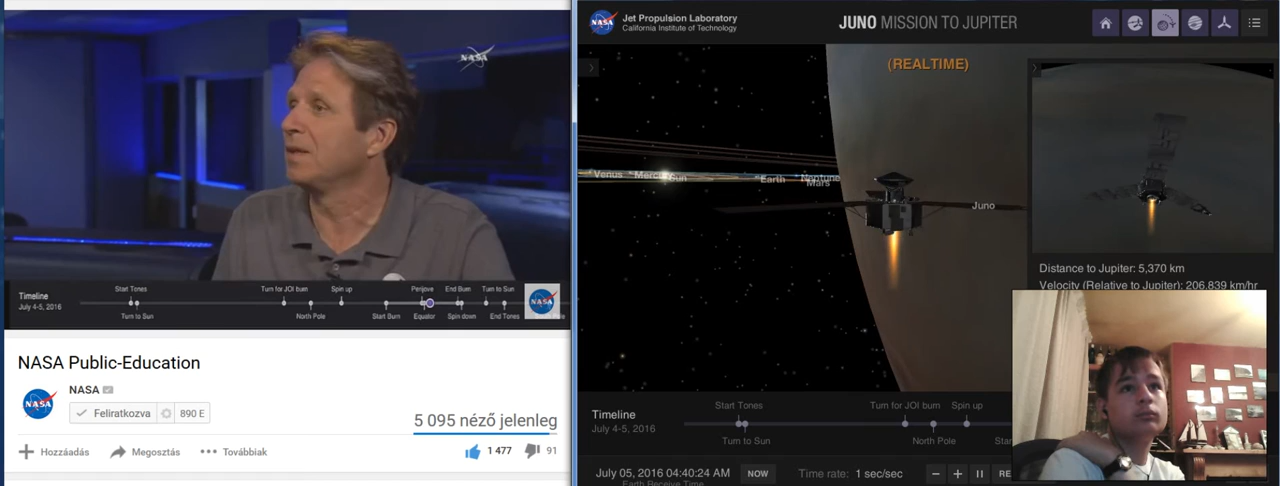 NASA
Timeline
July 4-5, 2016
Start Tones
Turn to Sun
Turn for JOI burn
North Pole
Spin up
Start Burn
Perijove
Equator
End Burn
Spin down
Turn to Sun
End Tones
NASA
NASA Public-Education
NASA
NASA
Feliratkozva
890 E
5 095 néző jelenleg
Hozzáadás
Megosztás
Továbbiak
1 477
91
NASA
Jet Propulsion Laboratory
California Institute of Technology
JUNO MISSION TO JUPITER
(REALTIME)
Venus
Sun
Earth
Neptune
Mars
Juno
Distance to Jupiter: 5,370 km
Velocity (Relative to Jupiter): 206,839 km/hr
Timeline
July 4-5, 2016
Start Tones
Turn to Sun
Turn for JOI burn
North Pole
Spin up
July 05, 2016 04:40:24 AM
Earth Receive Time
NOW
Time rate: 1 sec/sec